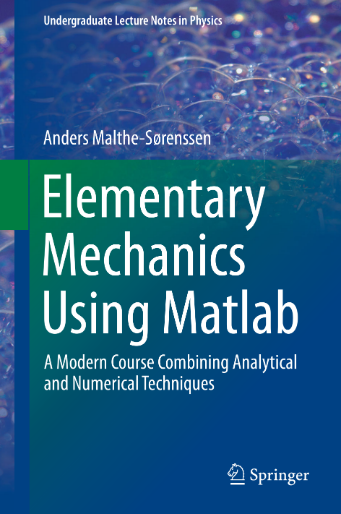 Undergraduate Lecture Notes in Physics
Anders Malthe-Sørenssen
Elementary
Mechanics
Using Matlab
A Modern Course Combining Analytical
and Numerical Techniques
Springer